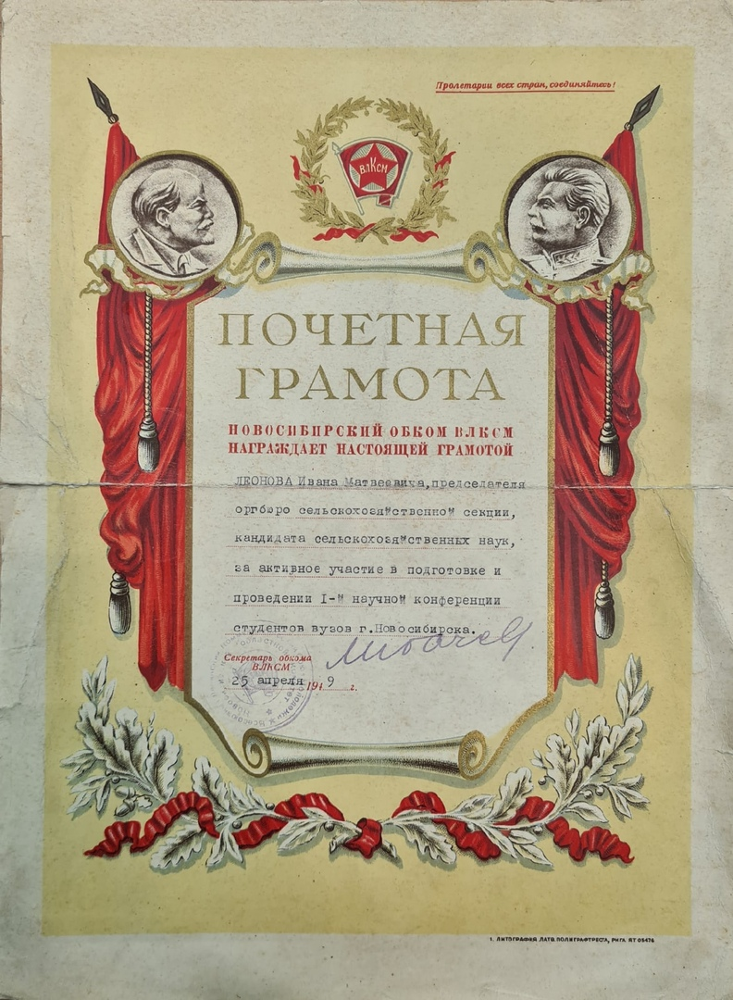 Пролетарии всех стран, соединяйтесь!
ВЛКСМ
ПОЧЕТНАЯ
ГРАМОТА
НОВОСИБИРСКИЙ ОБКОМ ВЛКСМ
НАГРАЖДАЕТ НАСТОЯЩЕЙ ГРАМОТОЙ
ЛЕОНОВА Ивана Матвеевича, председателя
оргбюро сельскохозяйственной секции,
кандидата сельскохозяйственных наук,
за активное участие в подготовке и
проведении I-й научной конференции
студентов вузов г.Новосибирска.
Секретарь обкома
ВЛКСМ
25 апреля 1949 г.
1. ЛИТОГРАФИЯ ЛАТВ. ПОЛИГРАФТРЕСТА, РИГА ЯТ 05476